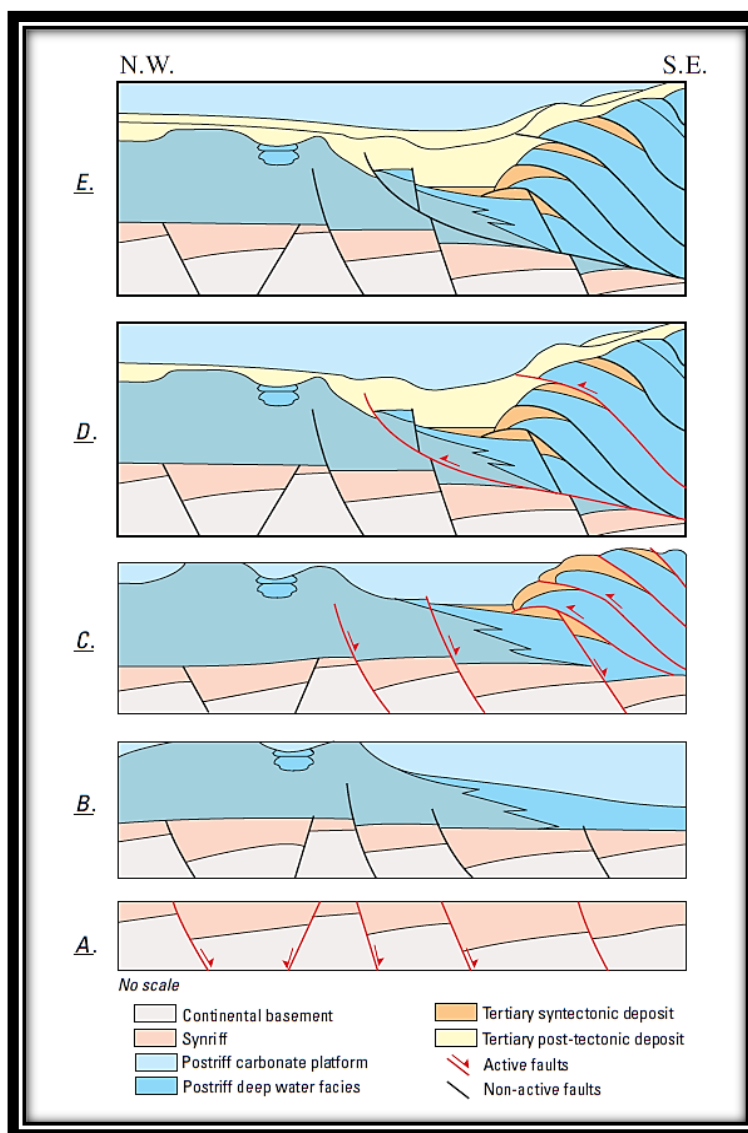 N.W. S.E.
E.
D.
C.
B.
A.
No scale
Continental basement
Synriff
Postriff carbonate platform
Postriff deep water facies
Tertiary syntectonic deposit
Tertiary post-tectonic deposit
Active faults
Non-active faults